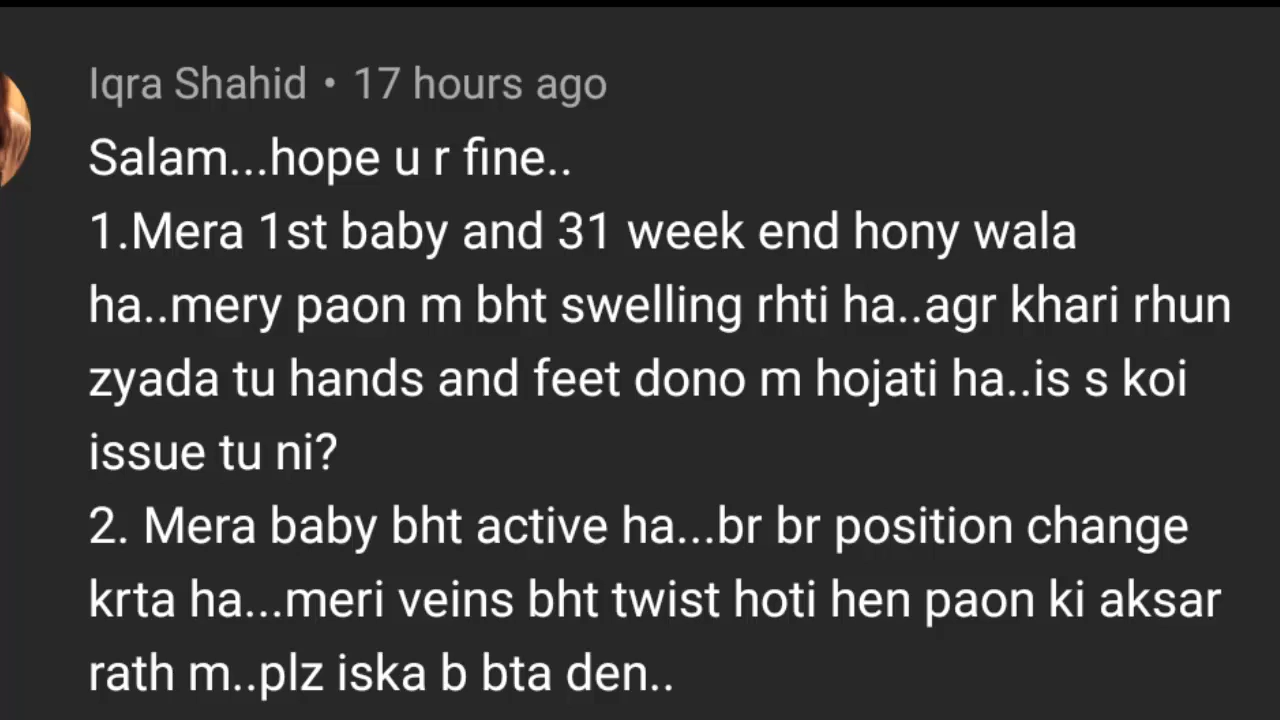 Iqra Shahid • 17 hours ago
Salam...hope u r fine..
1.Mera 1st baby and 31 week end hony wala
ha..mery paon m bht swelling rhti ha..agr khari rhun
zyada tu hands and feet dono m hojati ha..is s koi
issue tu ni?
2. Mera baby bht active ha...br br position change
krta ha...meri veins bht twist hoti hen paon ki aksar
rath m..plz iska b bta den..